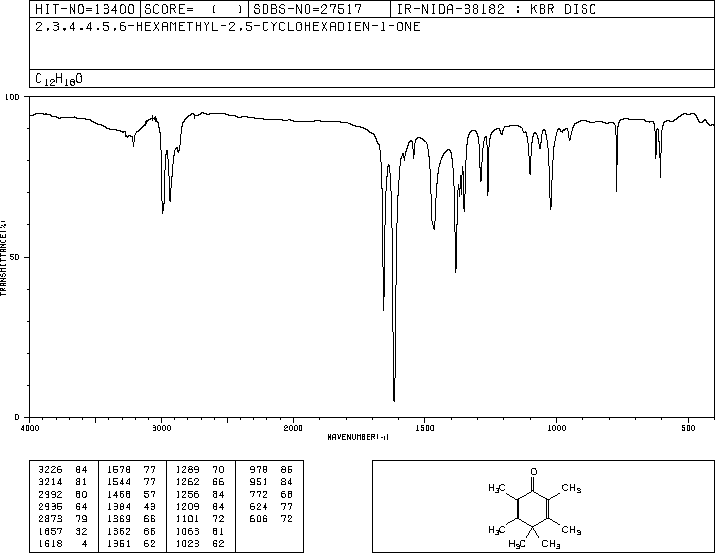 HIT-NO=13400 SCORE= ( ) SDBS-NO=27517 IR-NIDA-38182 : KBR DISC
2,3,4,4,5,6-HEXAMETHYL-2,5-CYCLOHEXADIEN-1-ONE
C12H18O
100
TRANSMITTANCE(%)
50
0
4000 3000 2000 1500 1000 500
WAVENUMBER(-1)
3226 84 1578 77 1289 70 978 86
3214 81 1544 77 1262 66 951 84
2992 60 1468 57 1256 84 772 68
2935 64 1384 43 1209 84 624 77
2873 79 1369 66 1101 72 606 72
1657 32 1362 66 1063 81
1618 4 1351 62 1023 62
O
H3C CH3
H3C CH3
H3C CH3